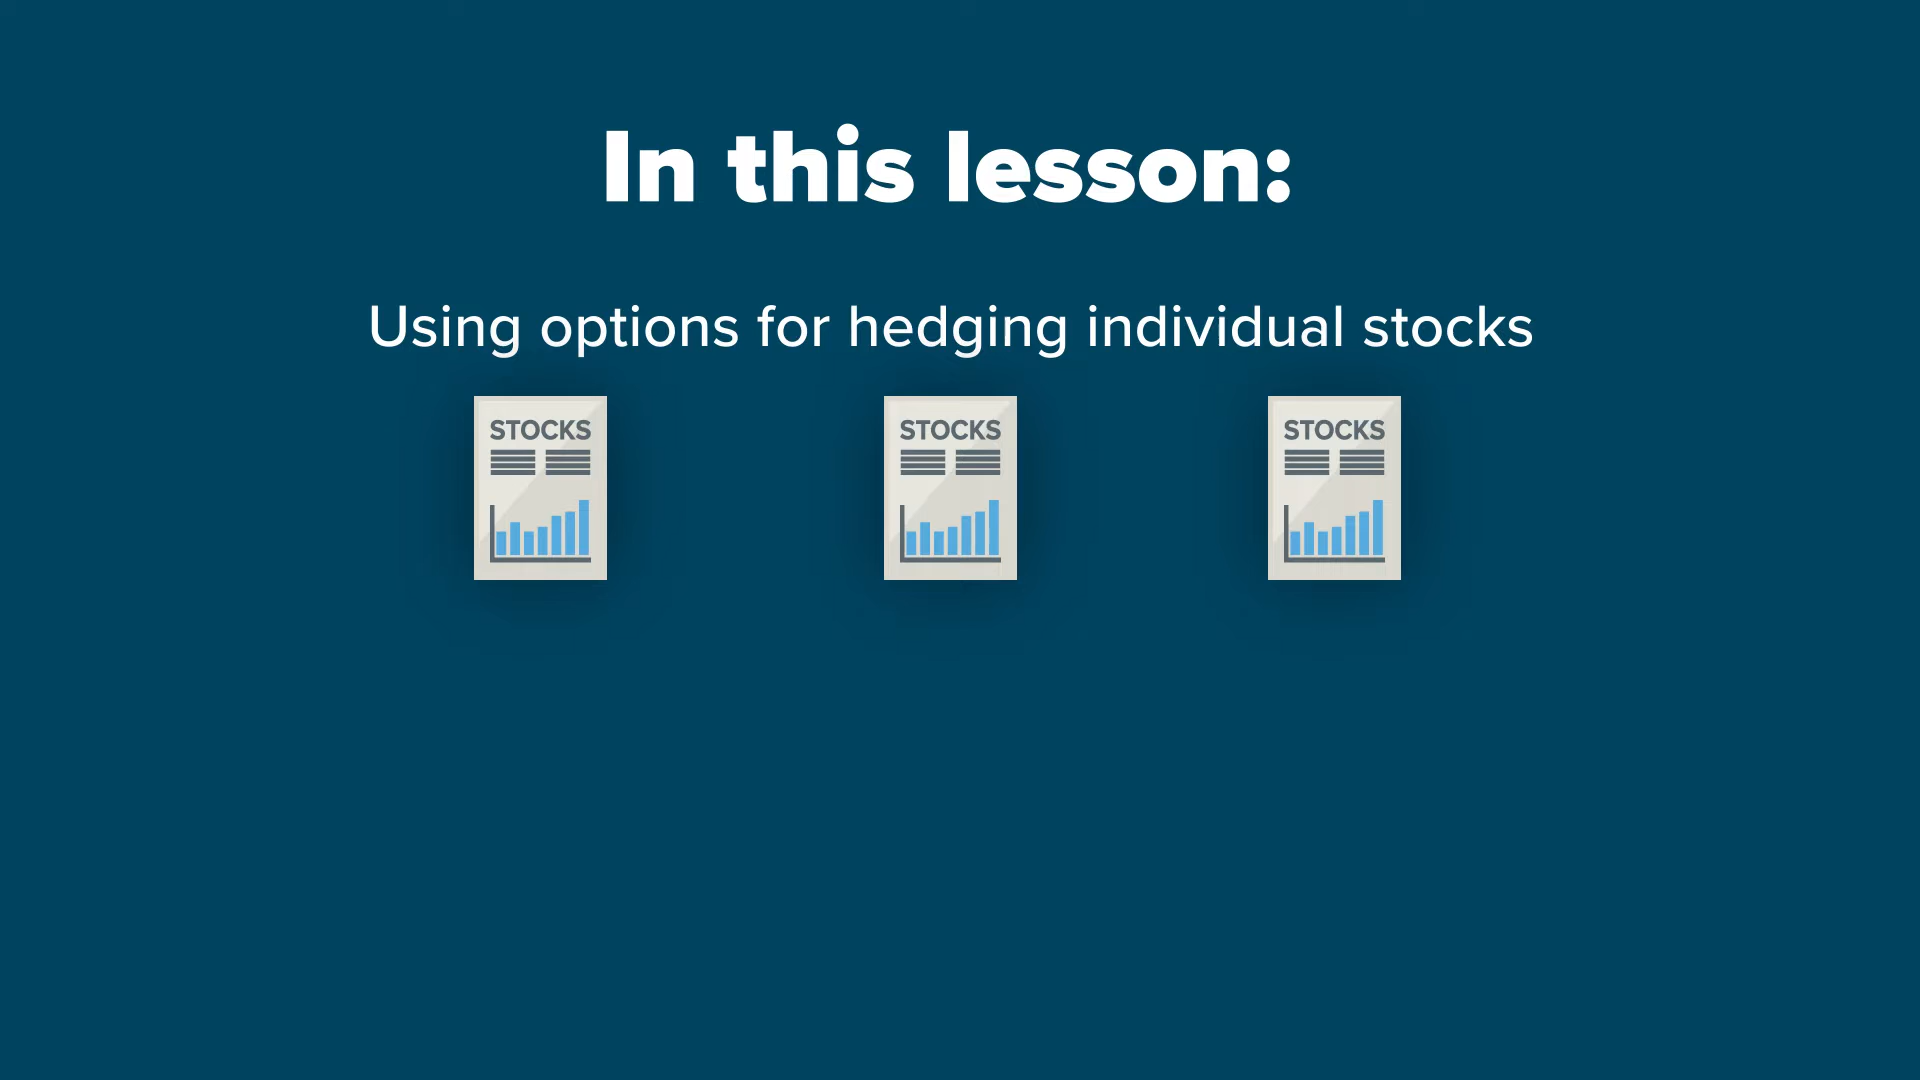 In this lesson:
Using options for hedging individual stocks
STOCKS STOCKS STOCKS